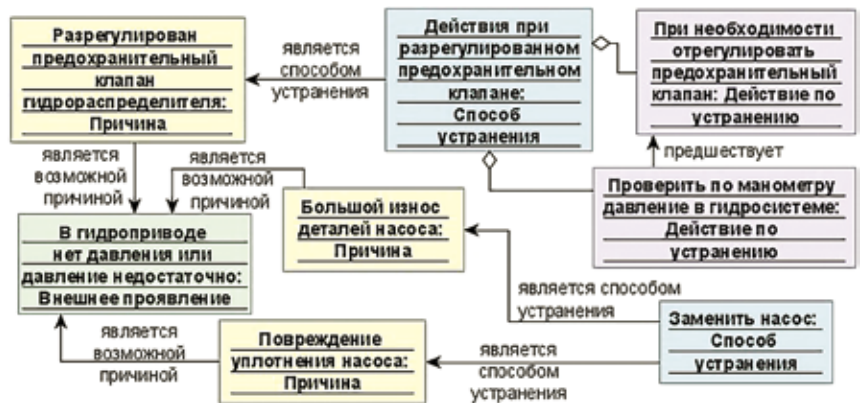 Разрегулирован
предохранительный
клапан
гидрораспределителя:
Причина
является
способом
устранения
Действия при
разрегулированном
предохранительном
клапане:
Способ
устранения
При необходимости
отрегулировать
предохранительный
клапан: Действие по
устранению
является
возможной
причиной
является
возможной
причиной
предшествует
Большой износ
деталей насоса:
Причина
Проверить по манометру
давление в гидросистеме:
Действие по
устранению
В гидроприводе
нет давления или
давление недостаточно:
Внешнее проявление
является способом
устранения
Заменить насос:
Способ
устранения
является
возможной
причиной
Повреждение
уплотнения насоса:
Причина
является
способом
устранения